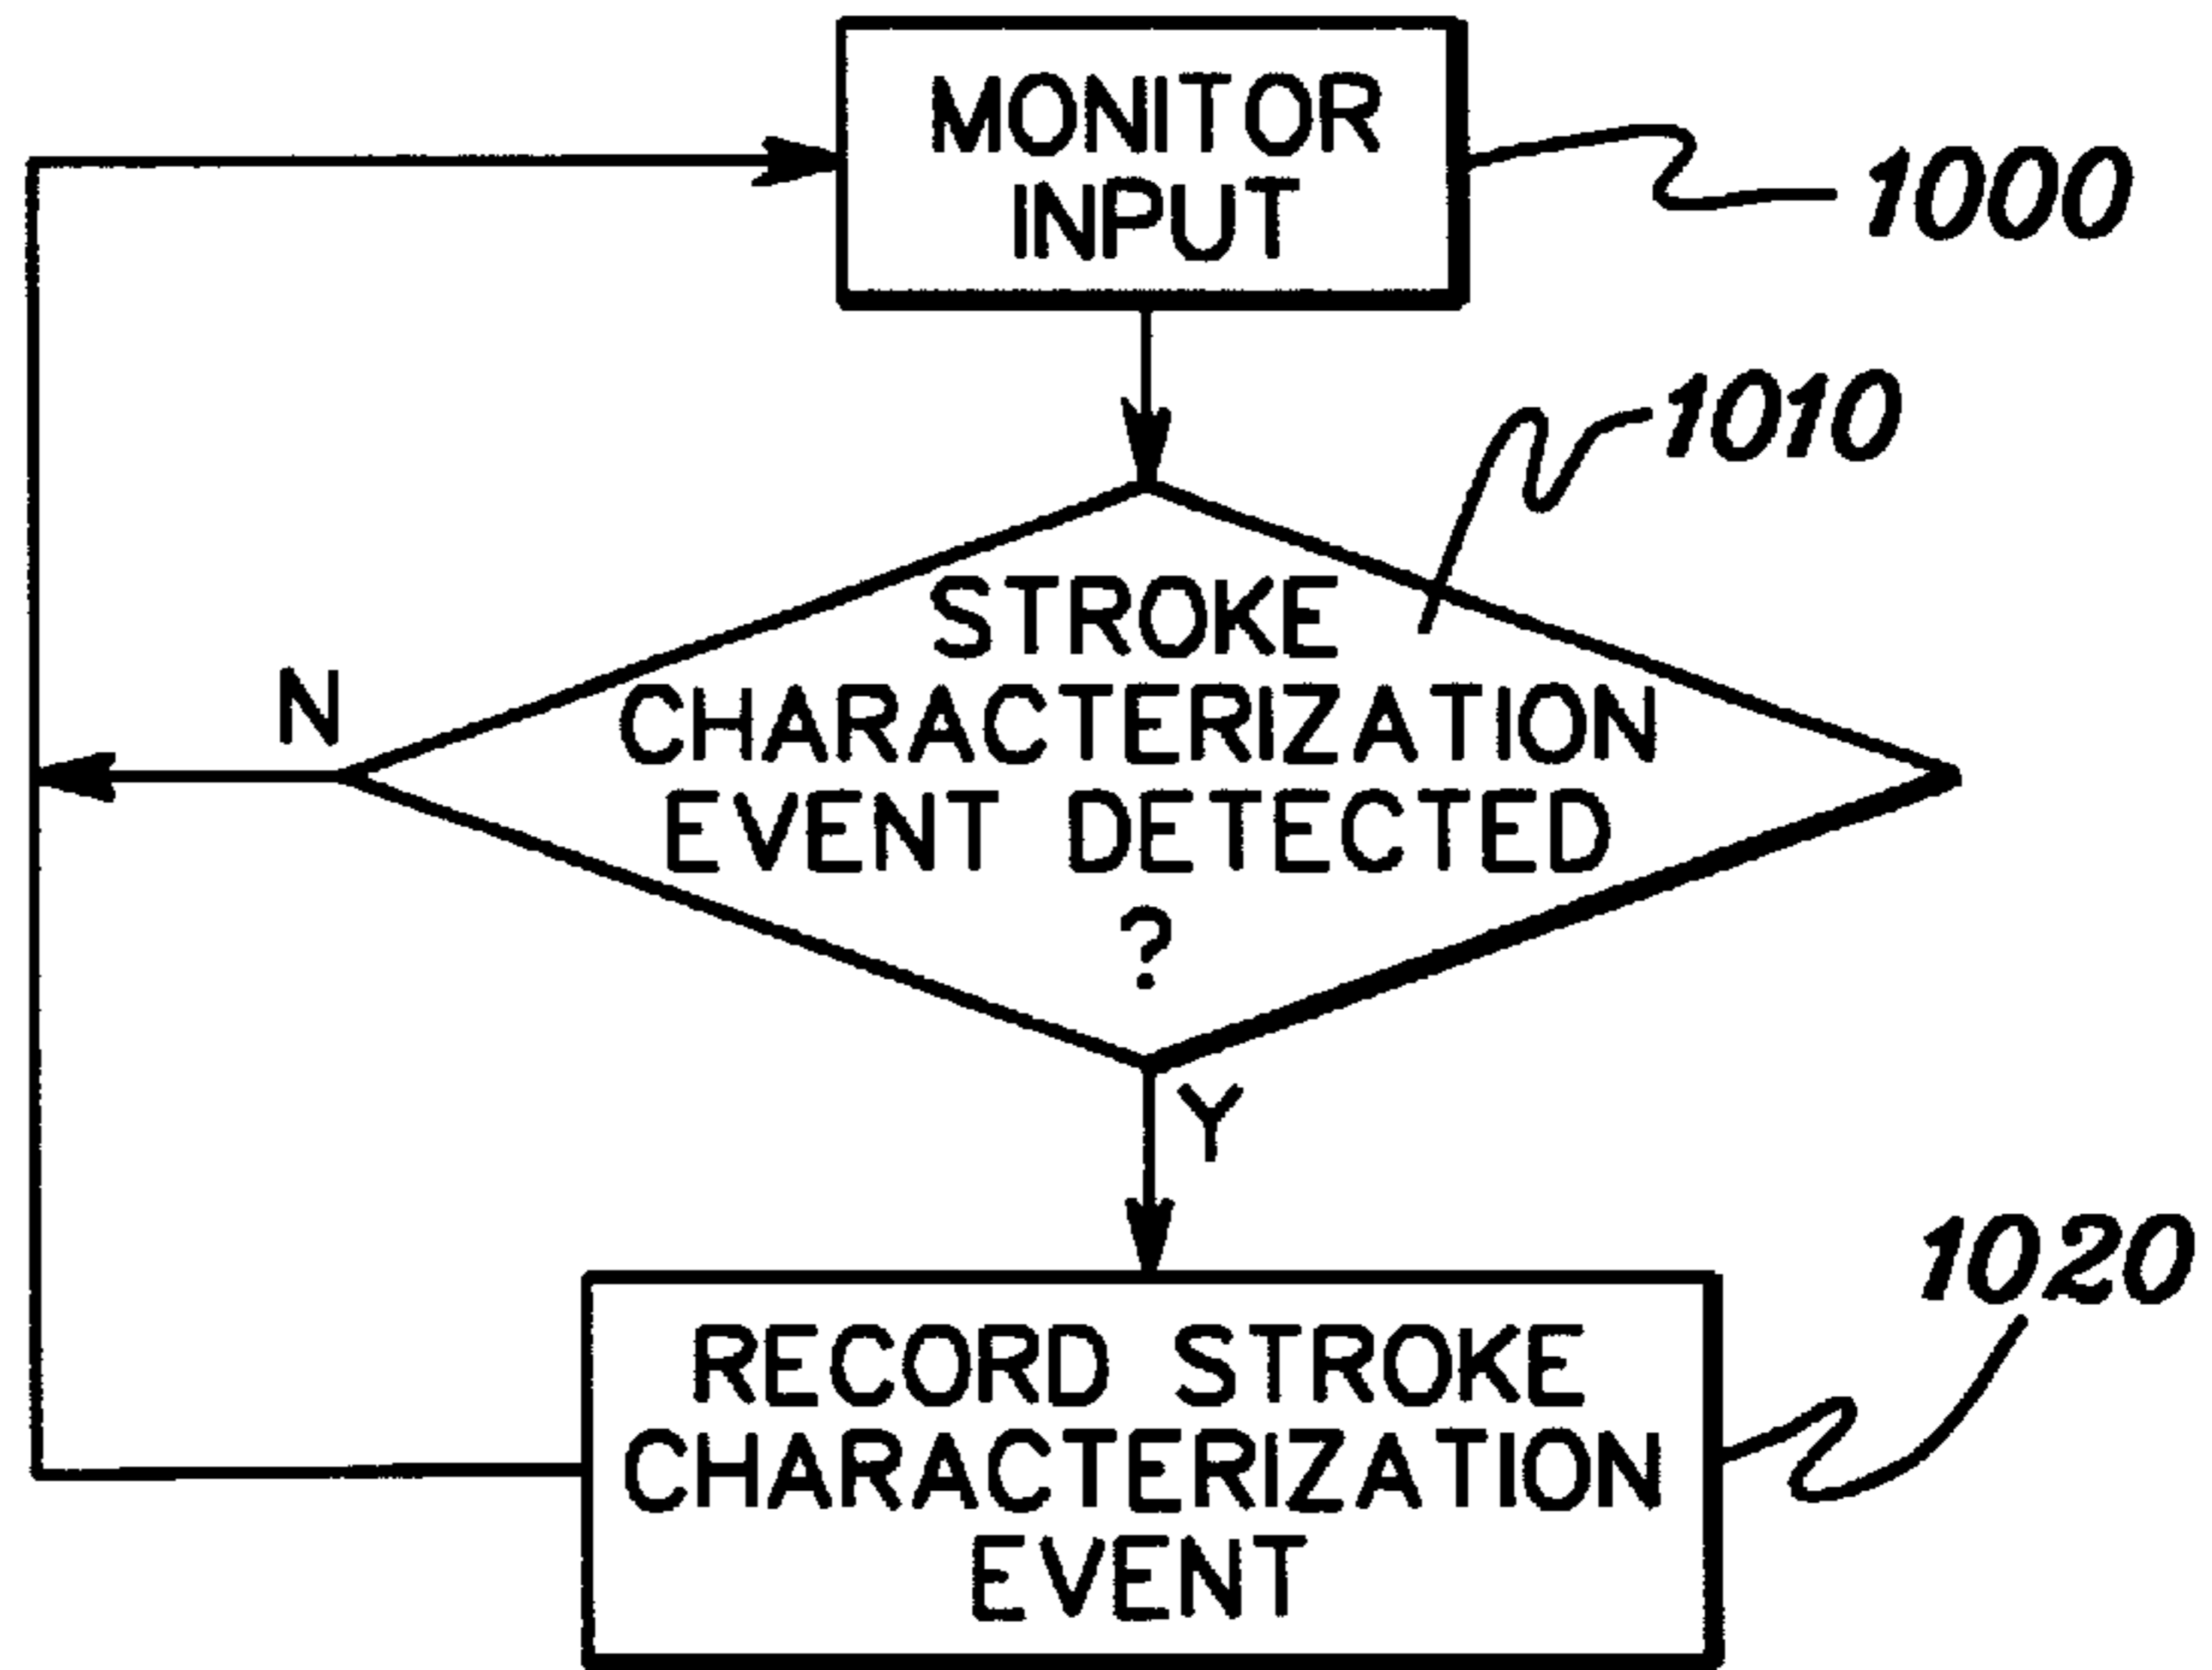 MONITOR
INPUT
1000
1010
STROKE
CHARACTERIZATION
EVENT DETECTED
?
N
Y
1020
RECORD STROKE
CHARACTERIZATION
EVENT